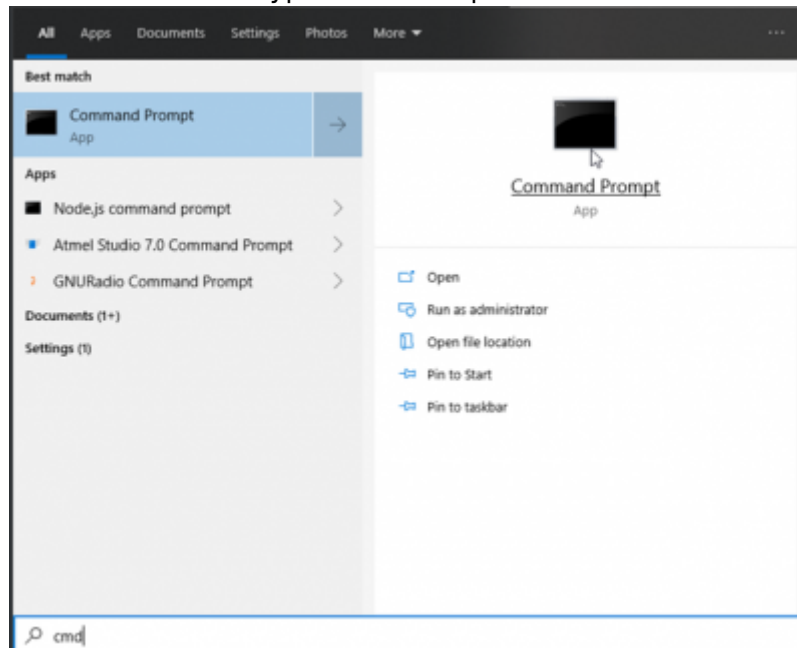 All Apps Documents Settings Photos More
Best match
Command Prompt
App
Apps
Node.js command prompt
Atmel Studio 7.0 Command Prompt
GNURadio Command Prompt
Documents (1+)
Settings (1)
Command Prompt
App
Open
Run as administrator
Open file location
Pin to Start
Pin to taskbar
cmd